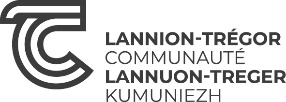 LANNION-TRÉGOR
COMMUNAUTÉ
LANNUON-TREGER
KUMUNIEZH